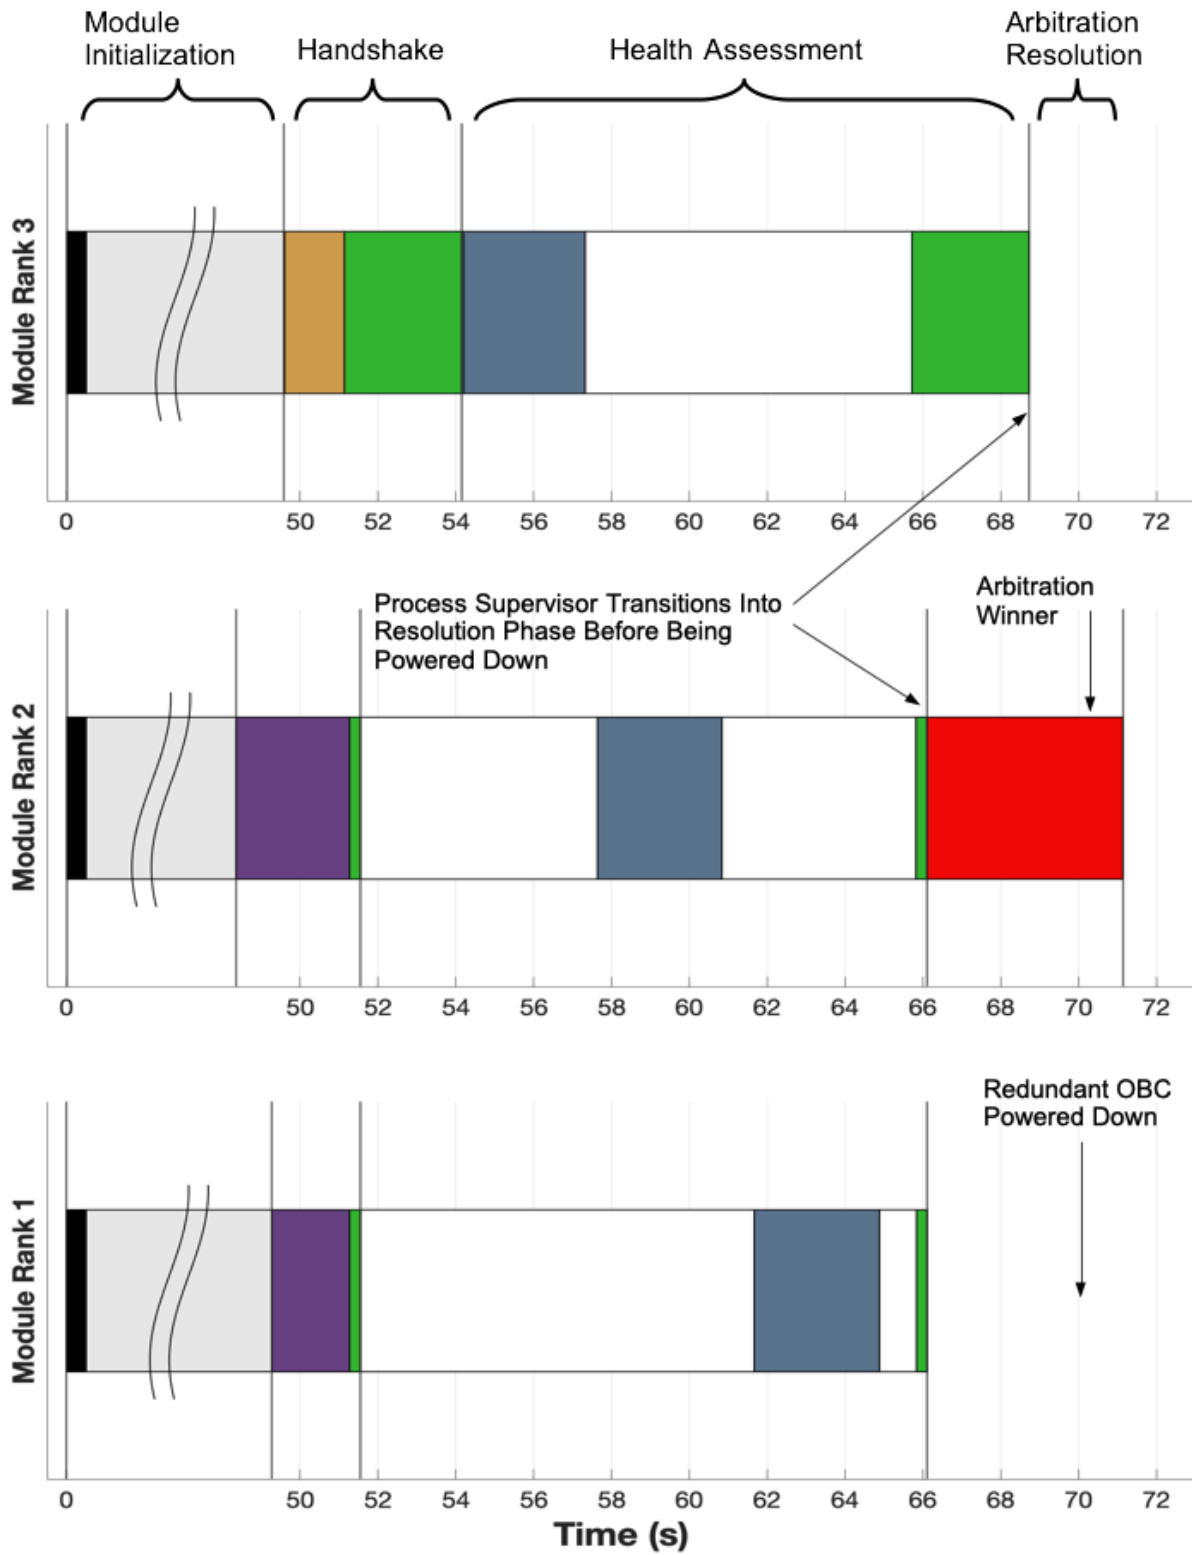 Module
Initialization
Handshake
Health Assessment
Arbitration
Resolution
Module Rank 3
0 50 52 54 56 58 60 62 64 66 68 70 72
Process Supervisor Transitions Into
Resolution Phase Before Being
Powered Down
Arbitration
Winner
Module Rank 2
0 50 52 54 56 58 60 62 64 66 68 70 72
Redundant OBC
Powered Down
Module Rank 1
0 50 52 54 56 58 60 62 64 66 68 70 72
Time (s)